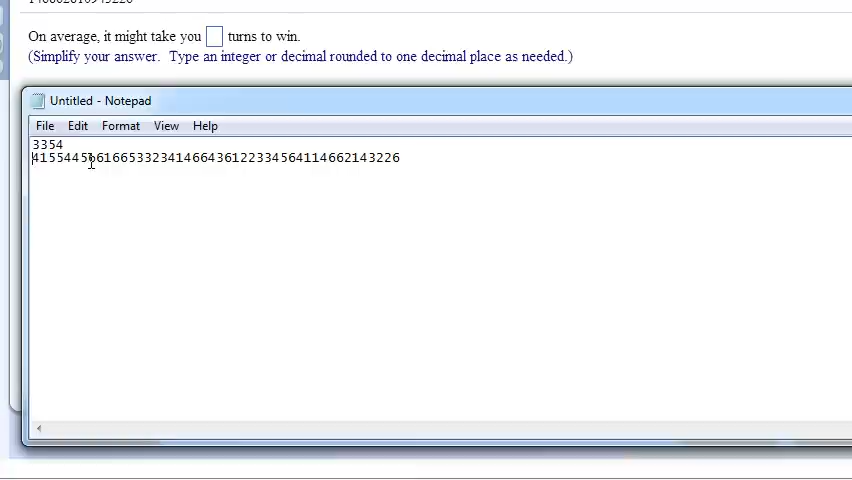 On average, it might take you turns to win.
(Simplify your answer. Type an integer or decimal rounded to one decimal place as needed.)
Untitled - Notepad
File Edit Format View Help
3354
4155445661665332341466436122334564114662143226